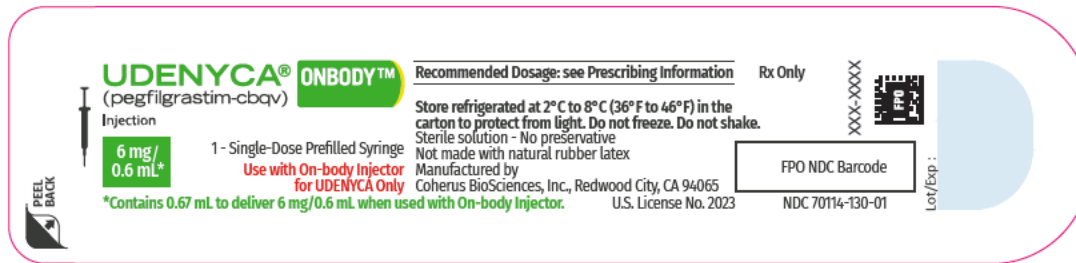 UDENYCA® ONBODY™
(pegfilgrastim-cbqv)
Injection
6 mg/
0.6 mL*
1 - Single-Dose Prefilled Syringe
Use with On-body Injector
for UDENYCA Only
*Contains 0.67 mL to deliver 6 mg/0.6 mL when used with On-body Injector.
PEEL
BACK
Recommended Dosage: see Prescribing Information
Rx Only
Store refrigerated at 2°C to 8°C (36°F to 46°F) in the
carton to protect from light. Do not freeze. Do not shake.
Sterile solution - No preservative
Not made with natural rubber latex
Manufactured by
Coherus BioSciences, Inc., Redwood City, CA 94065
U.S. License No. 2023
XXX-XXXX
FPO
FPO NDC Barcode
NDC 70114-130-01
Lot/Exp :